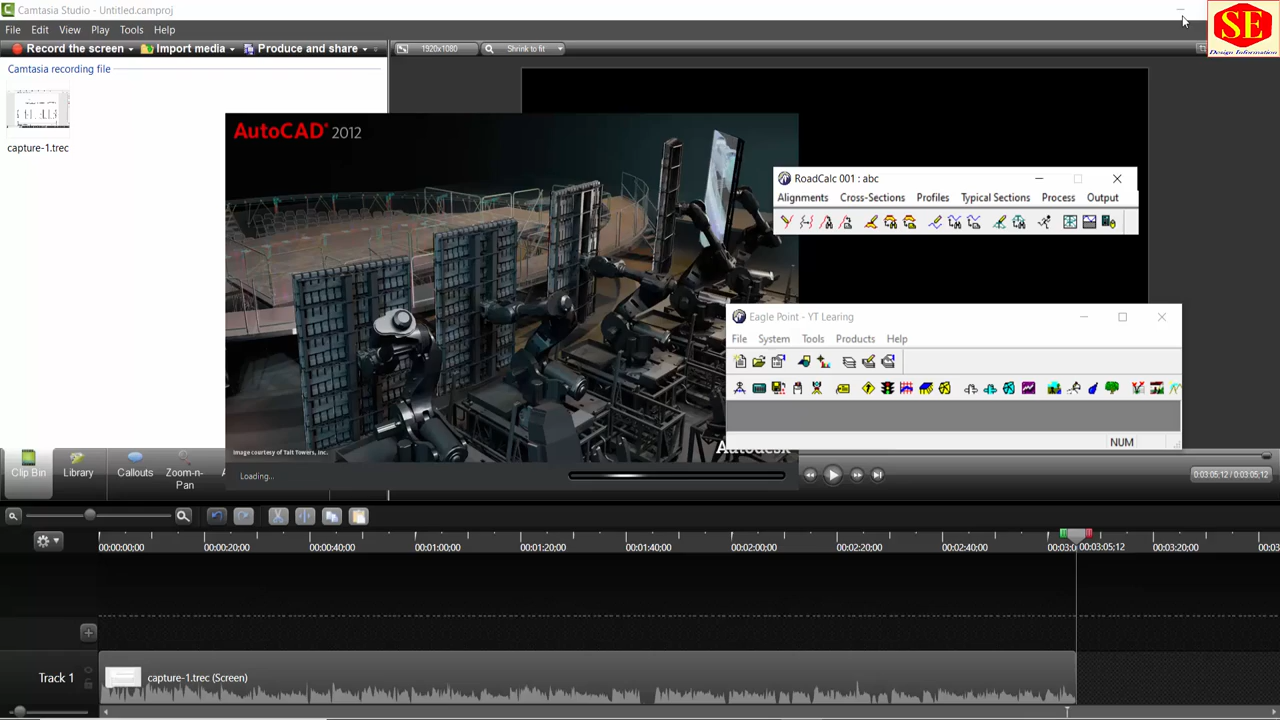 Camtasia Studio - Untitled.camproj
File Edit View Play Tools Help
Record the screen Import media Produce and share
1920x1080 Shrink to fit
SE
Design Information
Camtasia recording file
capture-1.trec
AutoCAD 2012
Image courtesy of Tait Towers, Inc.
Autodesk
Loading...
RoadCalc 001 : abc
Alignments Cross-Sections Profiles Typical Sections Process Output
Eagle Point - YT Learing
File System Tools Products Help
NUM
Clip Bin Library Callouts Zoom-n-Pan
0:03:05;12 / 0:03:05;12
00:00:00;00 00:00:20;00 00:00:40;00 00:01:00;00 00:01:20;00 00:01:40;00 00:02:00;00 00:02:20;00 00:02:40;00 00:03:05;12 00:03:20;00
Track 1 capture-1.trec (Screen)